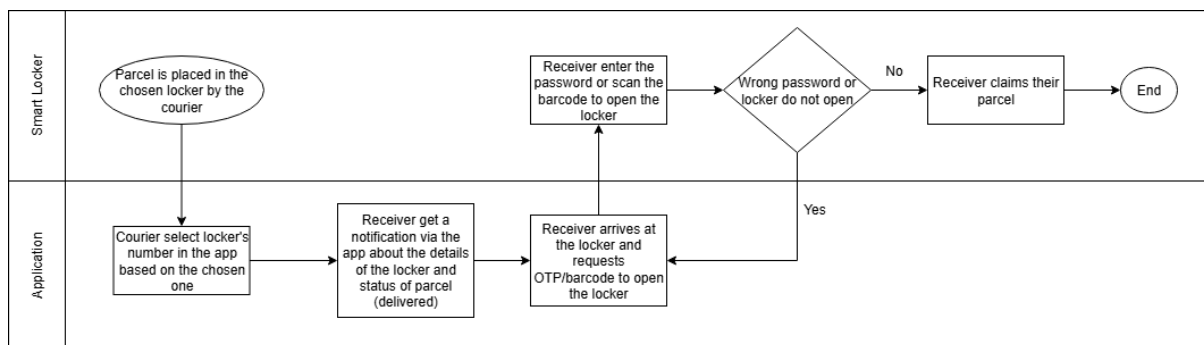 Smart Locker
Parcel is placed in the
chosen locker by the
courier
Receiver enter the
password or scan the
barcode to open the
locker
Wrong password or
locker do not open
No
Receiver claims their
parcel
End
Yes
Application
Courier select locker's
number in the app
based on the chosen
one
Receiver get a
notification via the
app about the details
of the locker and
status of parcel
(delivered)
Receiver arrives at
the locker and
requests
OTP/barcode to open
the locker